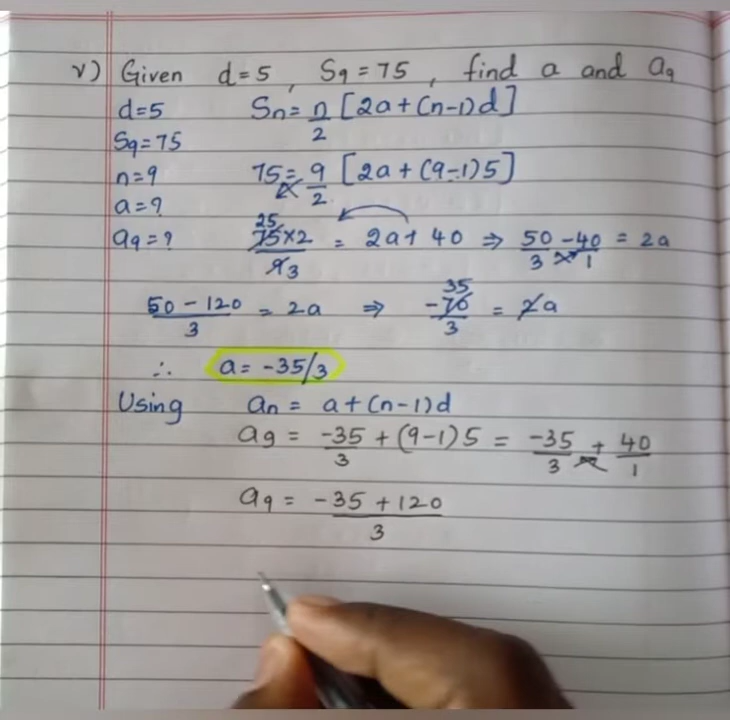 v) Given d=5, S9=75, find a and a9
d=5 Sn=n/2 [2a+(n-1)d]
S9=75
n=9 75=9/2 [2a+(9-1)5]
a=?
a9=? 25 75×2/9 3 = 2a+40 ⇒ 50/3 -40/1 = 2a
50-120/3 = 2a ⇒ -70 35/3 = 2a
∴ a=-35/3
Using an = a+(n-1)d
a9 = -35/3 +(9-1)5 = -35/3 + 40/1
a9 = -35+120/3